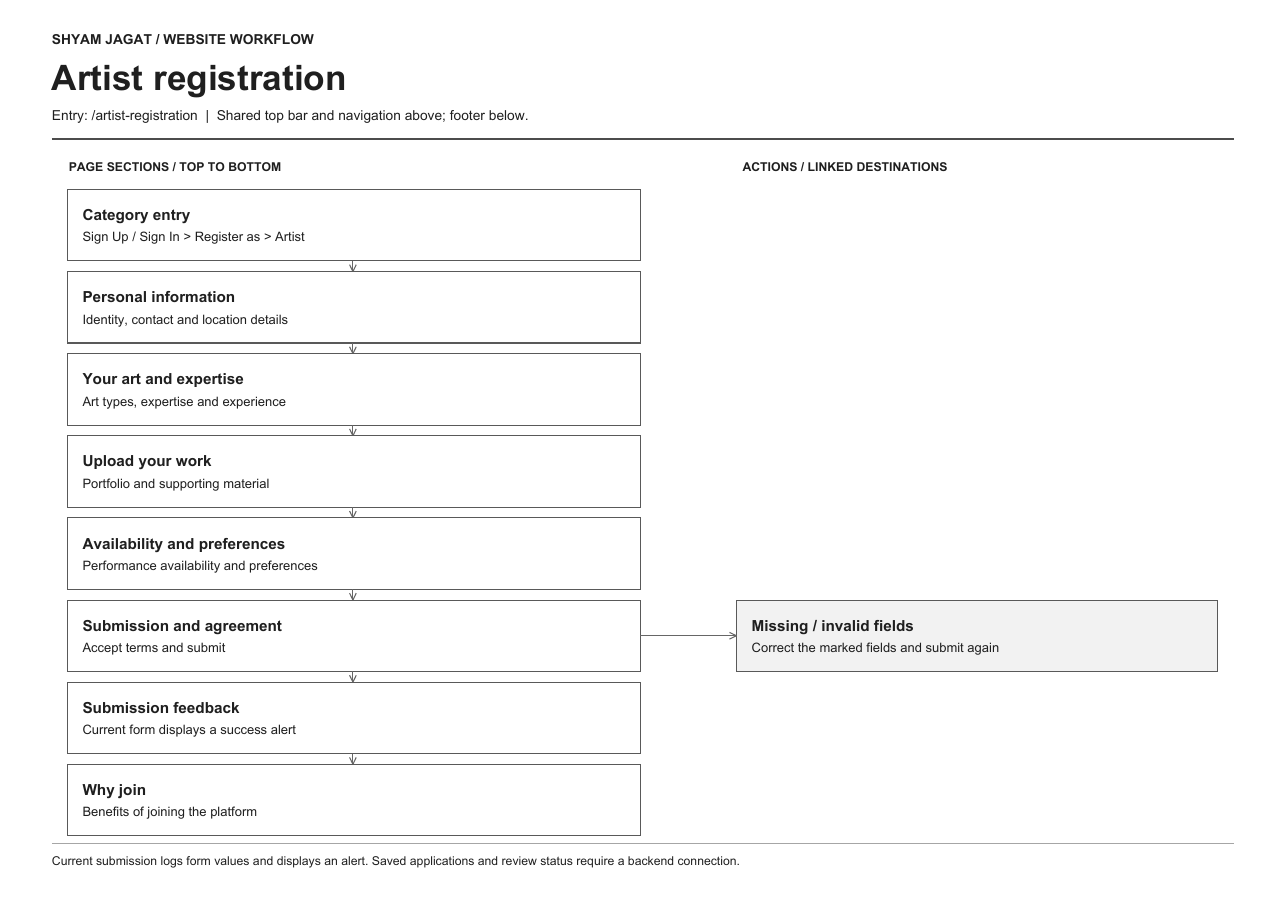 SHYAM JAGAT / WEBSITE WORKFLOW
Artist registration
Entry: /artist-registration | Shared top bar and navigation above; footer below.
PAGE SECTIONS / TOP TO BOTTOM
ACTIONS / LINKED DESTINATIONS
Category entry
Sign Up / Sign In > Register as > Artist
Personal information
Identity, contact and location details
Your art and expertise
Art types, expertise and experience
Upload your work
Portfolio and supporting material
Availability and preferences
Performance availability and preferences
Submission and agreement
Accept terms and submit
Missing / invalid fields
Correct the marked fields and submit again
Submission feedback
Current form displays a success alert
Why join
Benefits of joining the platform
Current submission logs form values and displays an alert. Saved applications and review status require a backend connection.